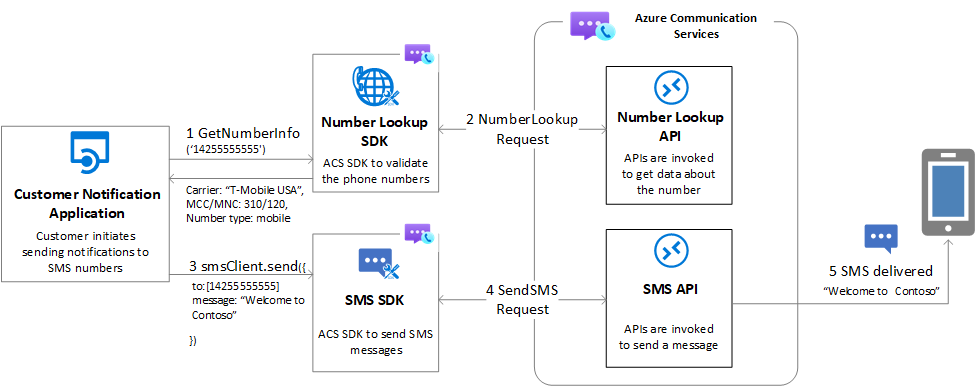 Azure Communication
Services
Customer Notification
Application
Customer initiates
sending notifications to
SMS numbers
1 GetNumberInfo
(‘14255555555')
Carrier: “T-Mobile USA”,
MCC/MNC: 310/120,
Number type: mobile
Number Lookup
SDK
ACS SDK to validate
the phone numbers
2 NumberLookup
Request
Number Lookup
API
APIs are invoked
to get data about
the number
3 smsClient.send({
to:[14255555555]
message: “Welcome to
Contoso”
})
SMS SDK
ACS SDK to send SMS
messages
4 SendSMS
Request
SMS API
APIs are invoked
to send a message
5 SMS delivered
“Welcome to Contoso”